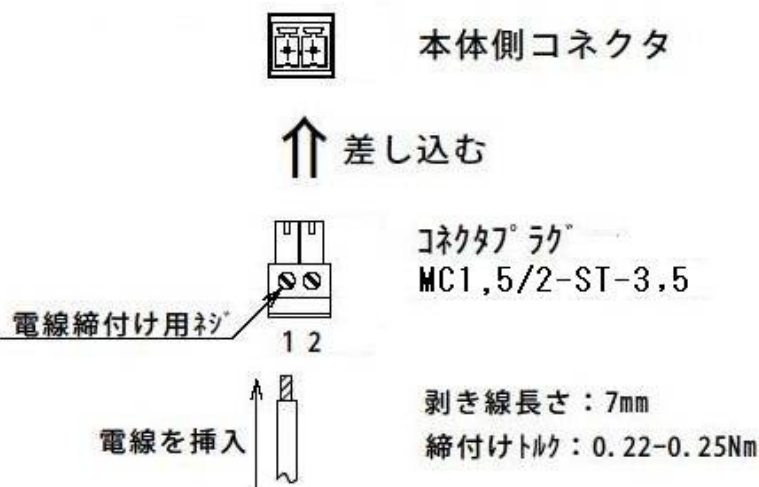 本体側コネクタ
差し込む
ｺﾈｸﾀﾌﾟﾗｸﾞ
MC1,5/2-ST-3,5
電線締付け用ﾈｼﾞ
1 2
剥き線長さ：7mm
電線を挿入
締付けﾄﾙｸ：0.22-0.25Nm